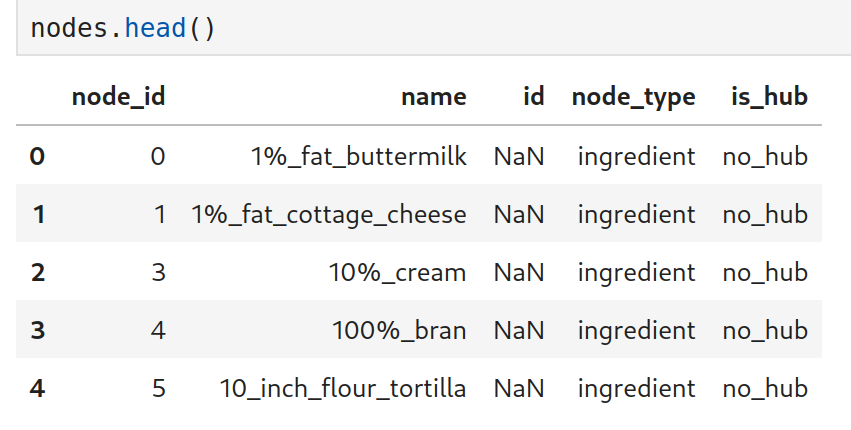 nodes.head()
node_id name id node_type is_hub
0 0 1%_fat_buttermilk NaN ingredient no_hub
1 1 1%_fat_cottage_cheese NaN ingredient no_hub
2 3 10%_cream NaN ingredient no_hub
3 4 100%_bran NaN ingredient no_hub
4 5 10_inch_flour_tortilla NaN ingredient no_hub